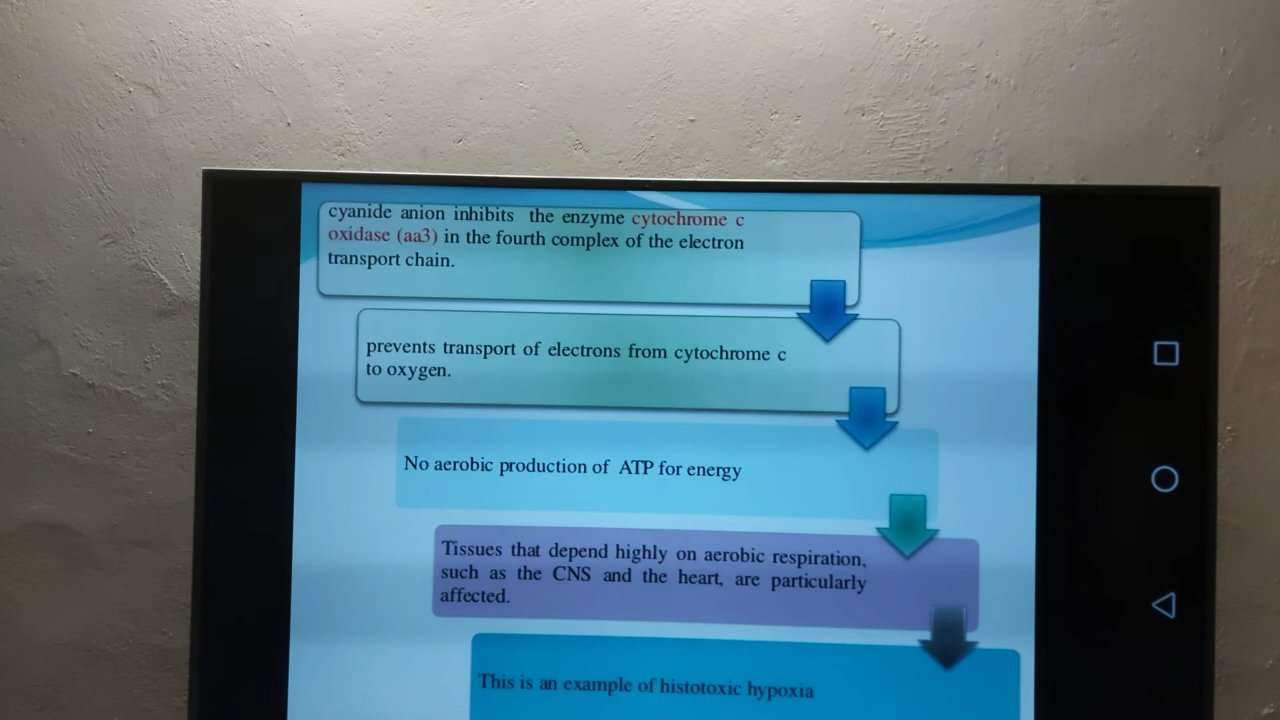 cyanide anion inhibits the enzyme cytochrome c
oxidase (aa3) in the fourth complex of the electron
transport chain.
prevents transport of electrons from cytochrome c
to oxygen.
No aerobic production of ATP for energy
Tissues that depend highly on aerobic respiration,
such as the CNS and the heart, are particularly
affected.
This is an example of histotoxic hypoxia